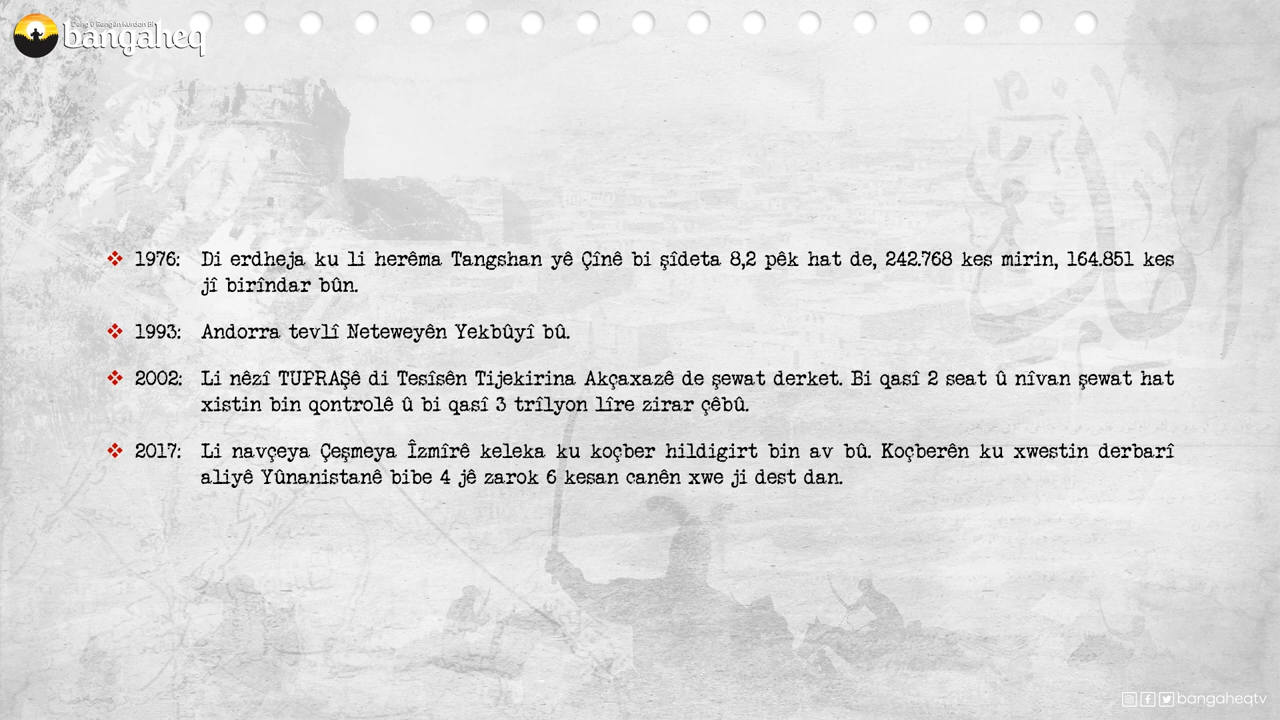 Deng û Rengên Kurdan Bi
bangaheq
❖ 1976: Di erdheja ku li herêma Tangshan yê Çînê bi şîdeta 8,2 pêk hat de, 242.768 kes mirin, 164.851 kes
jî birîndar bûn.
❖ 1993: Andorra tevlî Neteweyên Yekbûyî bû.
❖ 2002: Li nêzî TUPRAŞê di Tesîsên Tijekirina Akçaxazê de şewat derket. Bi qasî 2 seat û nîvan şewat hat
xistin bin qontrolê û bi qasî 3 trîlyon lîre zirar çêbû.
❖ 2017: Li navçeya Çeşmeya Îzmîrê keleka ku koçber hildigirt bin av bû. Koçberên ku xwestin derbarî
aliyê Yûnanistanê bibe 4 jê zarok 6 kesan canên xwe ji dest dan.
bangaheqtv